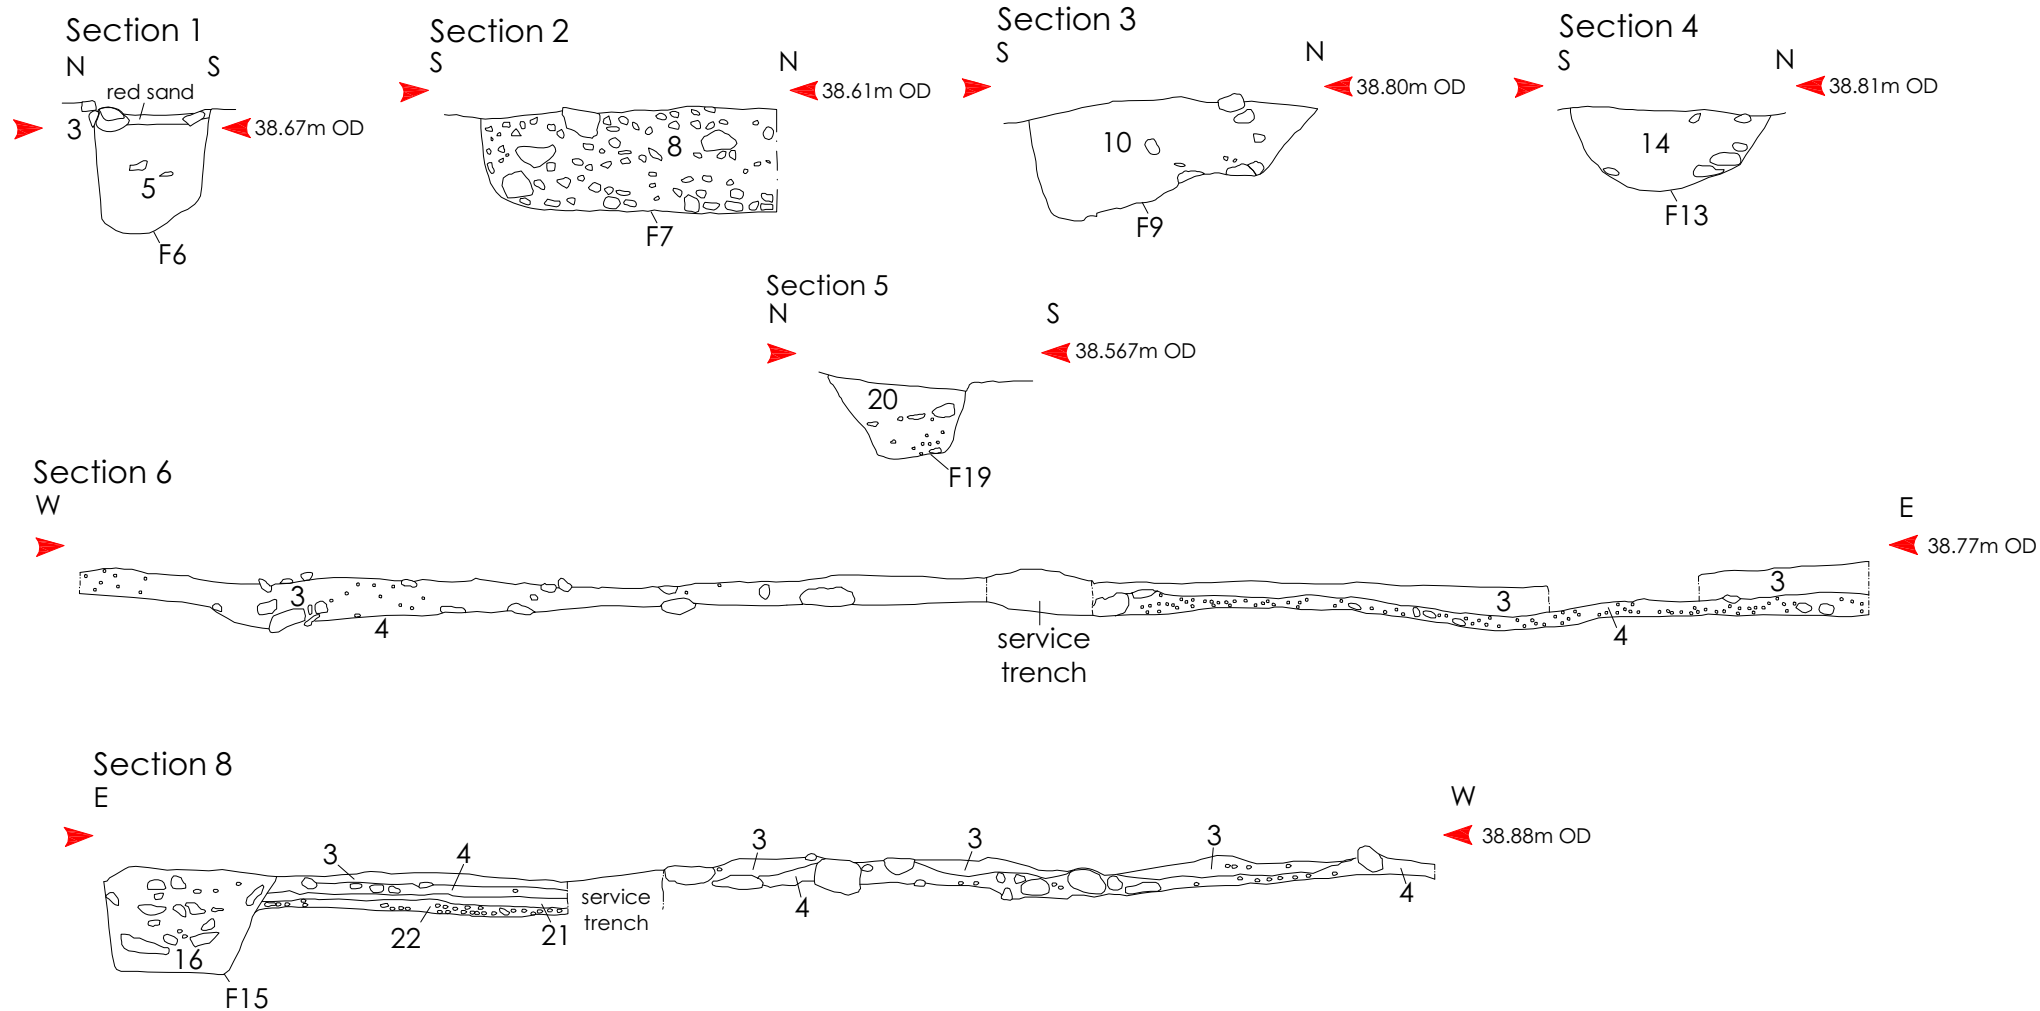 Section 1
N
S
red sand
3
38.67m OD
5
F6
Section 2
S
N
38.61m OD
8
F7
Section 3
S
N
38.80m OD
10
F9
Section 4
S
N
38.81m OD
14
F13
Section 5
N
S
38.567m OD
20
F19
Section 6
W
E
38.77m OD
3
4
service
trench
3
4
3
Section 8
E
W
38.88m OD
3
4
3
3
3
service
trench
4
4
22
21
16
F15